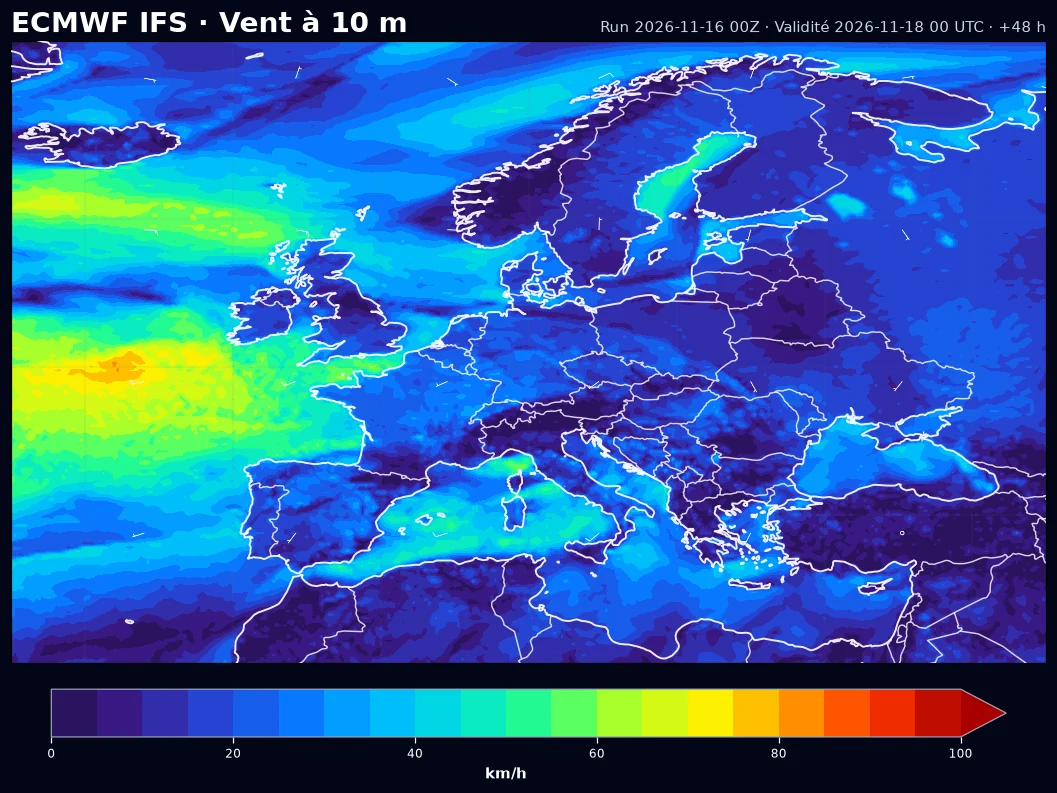 ECMWF IFS · Vent à 10 m
Run 2026-11-16 00Z · Validité 2026-11-18 00 UTC · +48 h
0 20 40 60 80 100
km/h